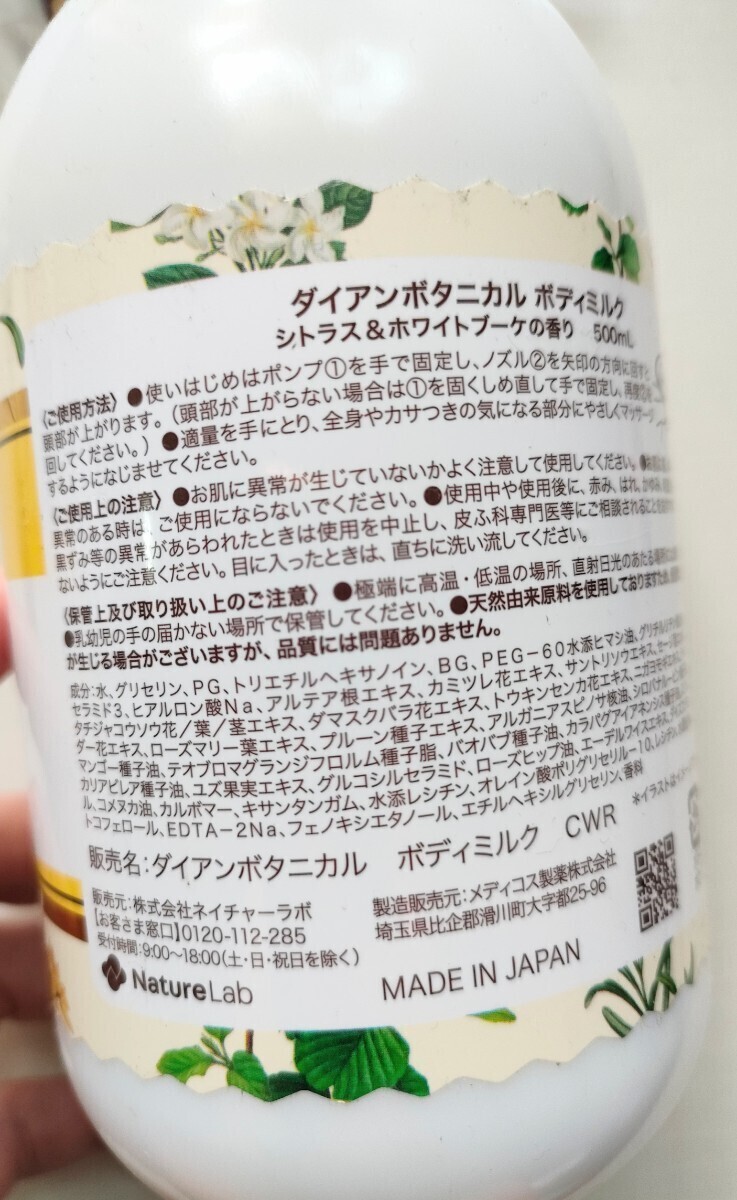 ダイアンボタニカル ボディミルク
シトラス＆ホワイトブーケの香り 500mL
〈ご使用方法〉●使いはじめはポンプ①を手で固定し、ノズル②を矢印の方向に回すと
頭部が上がります。（頭部が上がらない場合は①を固くしめ直して手で固定し、再度②を
回してください。）●適量を手にとり、全身やカサつきの気になる部分にやさしくマッサージ
するようになじませてください。
〈ご使用上の注意〉●お肌に異常が生じていないかよく注意して使用してください。
異常のある時は、ご使用にならないでください。●使用中や使用後に、赤み、はれ、かゆみ、
黒ずみ等の異常があらわれたときは使用を中止し、皮ふ科専門医等にご相談されること
ないようにご注意ください。目に入ったときは、直ちに洗い流してください。
〈保管上及び取り扱い上のご注意〉●極端に高温・低温の場所、直射日光のあたる場所
●乳幼児の手の届かない場所で保管してください。●天然由来原料を使用しておりますため、
が生じる場合がございますが、品質には問題ありません。
成分：水、グリセリン、PG、トリエチルヘキサノイン、BG、PEG-60水添ヒマシ油、
セラミド3、ヒアルロン酸Na、アルテア根エキス、カミツレ花エキス、サントリソウエキス、
タチジャコウソウ花／葉／茎エキス、ダマスクバラ花エキス、トウキンセンカ花エキス、
ダー花エキス、ローズマリー葉エキス、プルーン種子エキス、アルガニアスピノサ核油、
マンゴー種子油、テオブロマグランジフロルム種子脂、バオバブ種子油、カラパグアイアネンシス
カリアピレア種子油、ユズ果実エキス、グルコシルセラミド、ローズヒップ油、エーデルワイスエキス、
ル、コメヌカ油、カルボマー、キサンタンガム、水添レシチン、オレイン酸ポリグリセリル-10、レシチン、
トコフェロール、EDTA-2Na、フェノキシエタノール、エチルヘキシルグリセリン、香料
＊イラストはイメージ
販売名：ダイアンボタニカル ボディミルク CWR
販売元：株式会社ネイチャーラボ
【お客さま窓口】0120-112-285
受付時間：9:00～18:00（土・日・祝日を除く）
製造販売元：メディコス製薬株式会社
埼玉県比企郡滑川町大字都25-96
NatureLab
MADE IN JAPAN